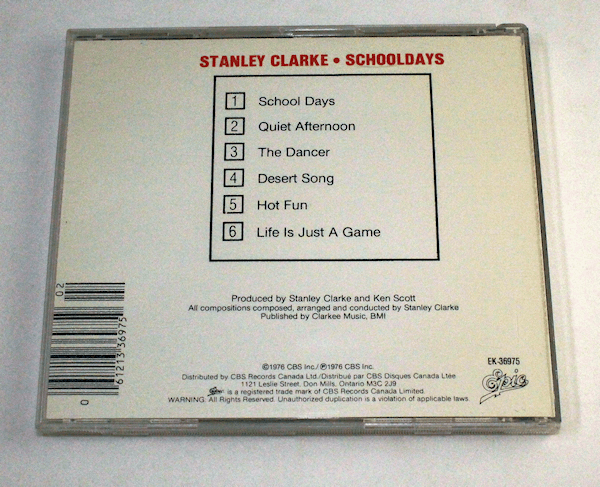 STANLEY CLARKE • SCHOOLDAYS
1 School Days
2 Quiet Afternoon
3 The Dancer
4 Desert Song
5 Hot Fun
6 Life Is Just A Game
Produced by Stanley Clarke and Ken Scott
All compositions composed, arranged and conducted by Stanley Clarke
Published by Clarkee Music, BMI
02
61213 36975
0
©1976 CBS Inc./℗1976 CBS Inc.
Distributed by CBS Records Canada Ltd./Distribué par CBS Disques Canada Ltée
1121 Leslie Street, Don Mills, Ontario M3C 2J9
Epic is a registered trade mark of CBS Records Canada Limited.
WARNING: All Rights Reserved. Unauthorized duplication is a violation of applicable laws.
EK-36975
Epic